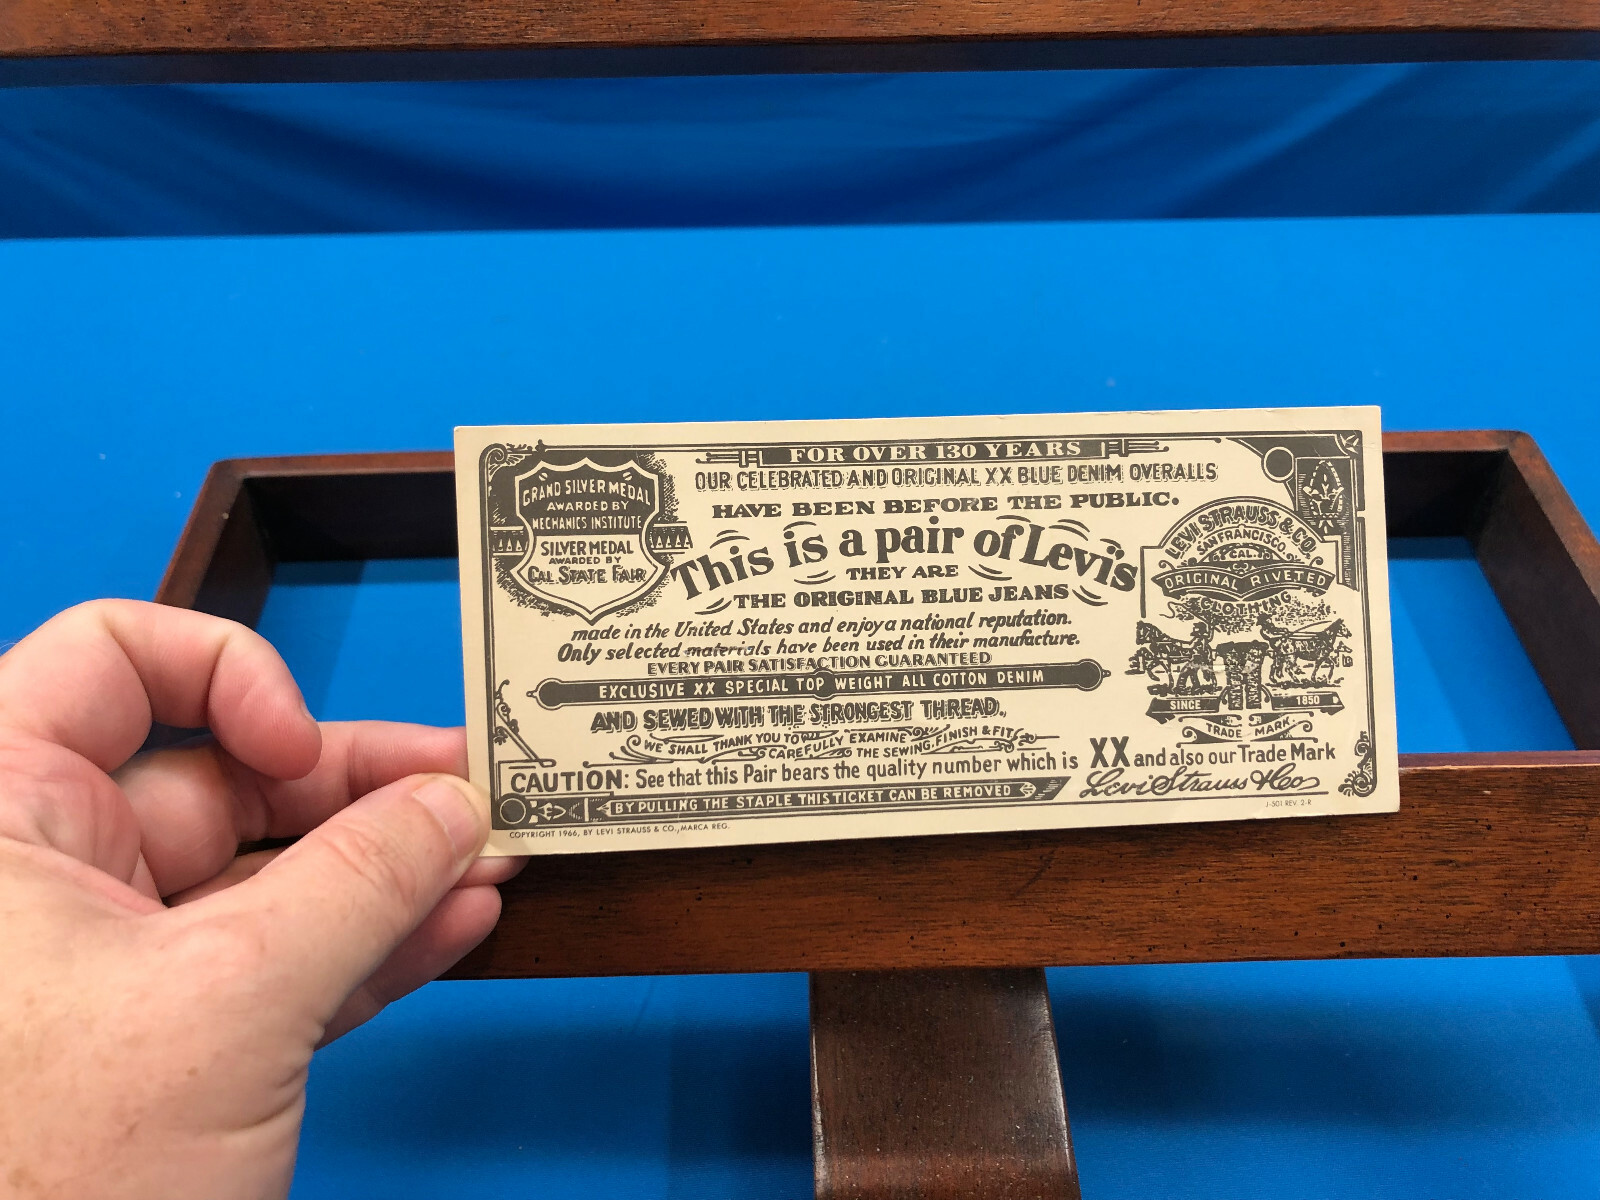 GRAND SILVER MEDAL
AWARDED BY
MECHANICS INSTITUTE
SILVER MEDAL
AWARDED BY
CAL. STATE FAIR
FOR OVER 130 YEARS
OUR CELEBRATED AND ORIGINAL XX BLUE DENIM OVERALLS
HAVE BEEN BEFORE THE PUBLIC.
This is a pair of Levi's
THEY ARE
THE ORIGINAL BLUE JEANS
made in the United States and enjoy a national reputation.
Only selected materials have been used in their manufacture.
EVERY PAIR SATISFACTION GUARANTEED
EXCLUSIVE XX SPECIAL TOP WEIGHT ALL COTTON DENIM
AND SEWED WITH THE STRONGEST THREAD.
WE SHALL THANK YOU TO CAREFULLY EXAMINE THE SEWING, FINISH & FIT
CAUTION: See that this Pair bears the quality number which is XX and also our Trade Mark
BY PULLING THE STAPLE THIS TICKET CAN BE REMOVED
Levi Strauss & Co
LEVI STRAUSS & CO.
SAN FRANCISCO.
CAL.
ORIGINAL RIVETED
CLOTHING
SINCE 1850
TRADE MARK.
J-501 REV. 2-R
COPYRIGHT 1966, BY LEVI STRAUSS & CO., MARCA REG.